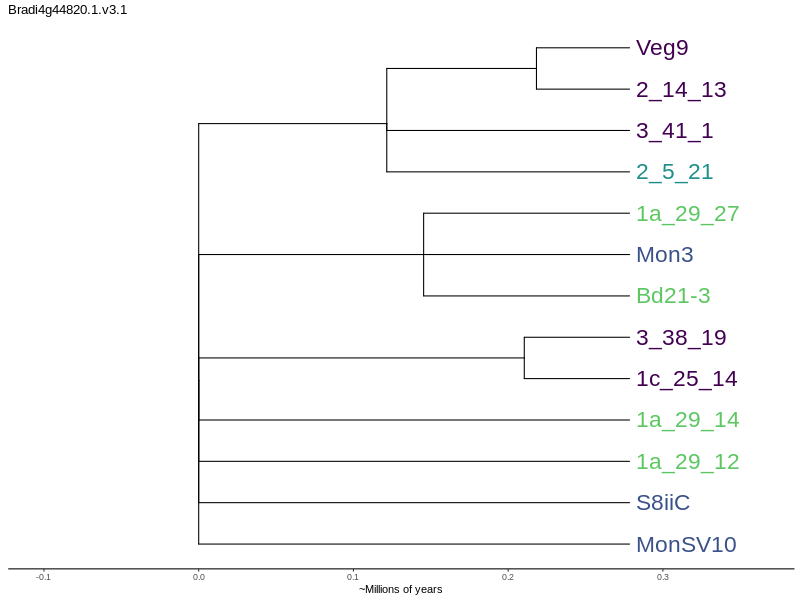 Bradi4g44820.1.v3.1
Veg9
2_14_13
3_41_1
2_5_21
1a_29_27
Mon3
Bd21-3
3_38_19
1c_25_14
1a_29_14
1a_29_12
S8iiC
MonSV10
-0.1 0.0 0.1 0.2 0.3
~Millions of years